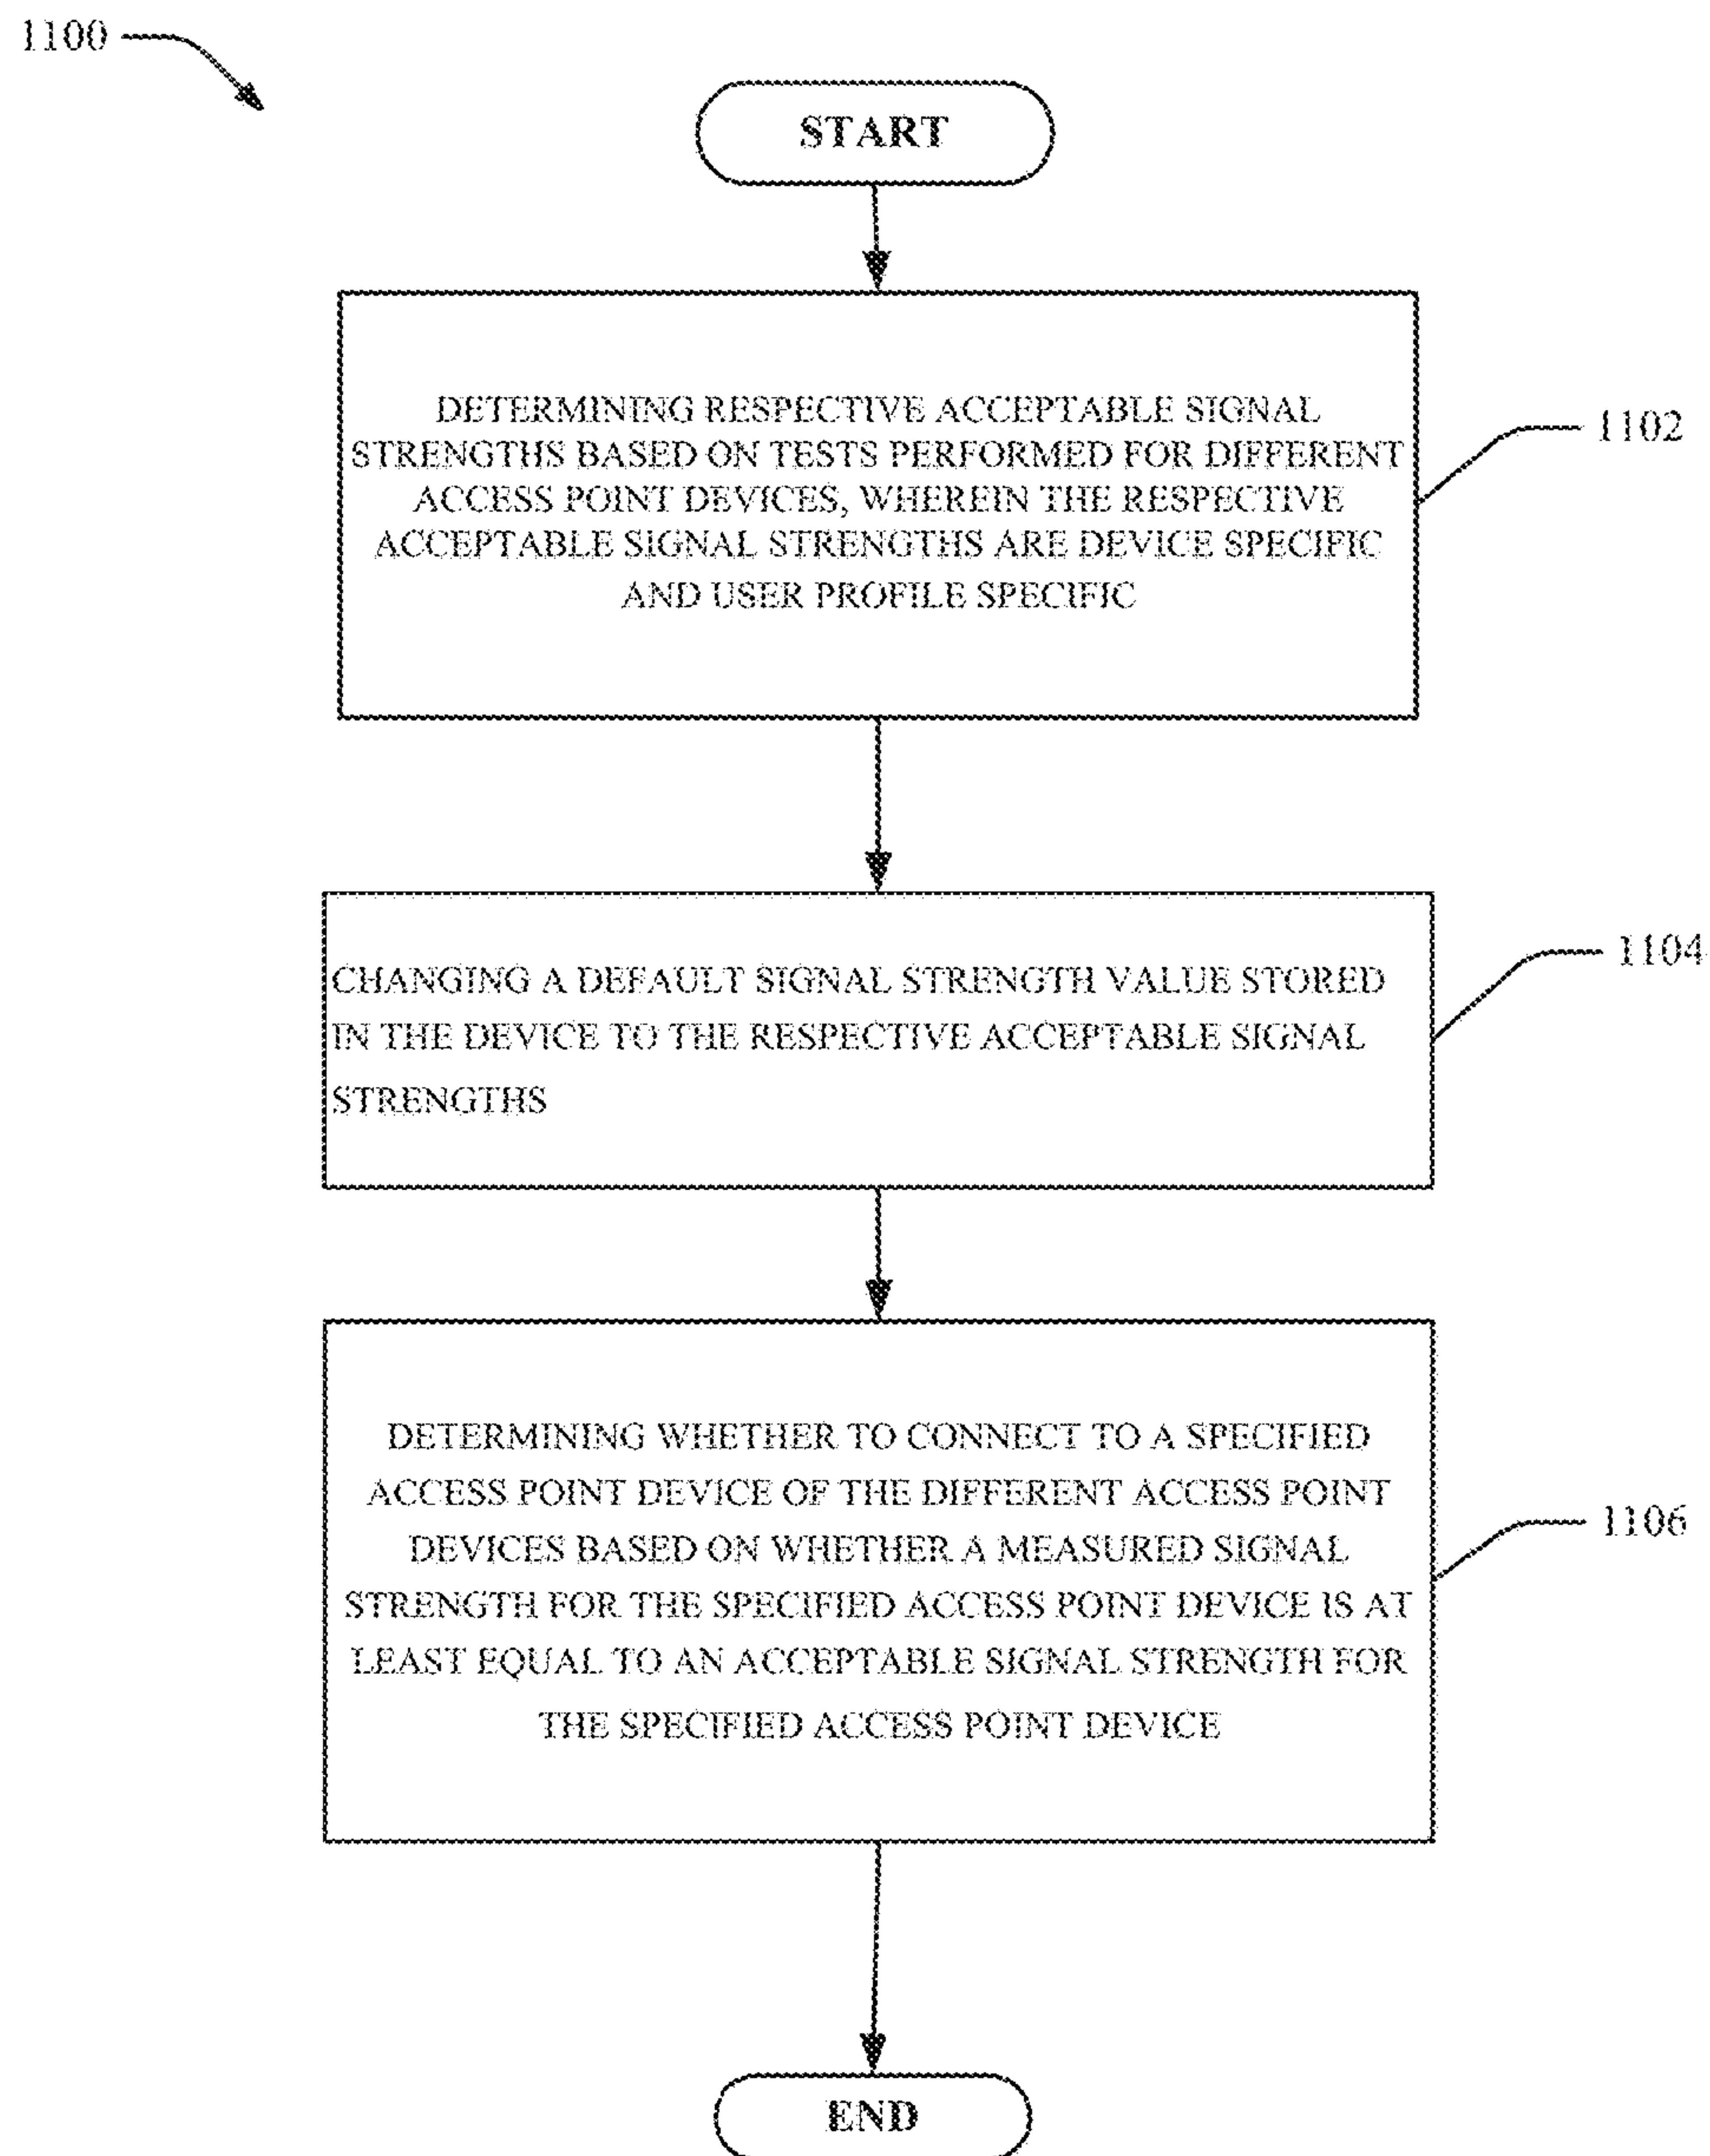 1100
START
DETERMINING RESPECTIVE ACCEPTABLE SIGNAL
STRENGTHS BASED ON TESTS PERFORMED FOR DIFFERENT
ACCESS POINT DEVICES, WHEREIN THE RESPECTIVE
ACCEPTABLE SIGNAL STRENGTHS ARE DEVICE SPECIFIC
AND USER PROFILE SPECIFIC
1102
CHANGING A DEFAULT SIGNAL STRENGTH VALUE STORED
IN THE DEVICE TO THE RESPECTIVE ACCEPTABLE SIGNAL
STRENGTHS
1104
DETERMINING WHETHER TO CONNECT TO A SPECIFIED
ACCESS POINT DEVICE OF THE DIFFERENT ACCESS POINT
DEVICES BASED ON WHETHER A MEASURED SIGNAL
STRENGTH FOR THE SPECIFIED ACCESS POINT DEVICE IS AT
LEAST EQUAL TO AN ACCEPTABLE SIGNAL STRENGTH FOR
THE SPECIFIED ACCESS POINT DEVICE
1106
END